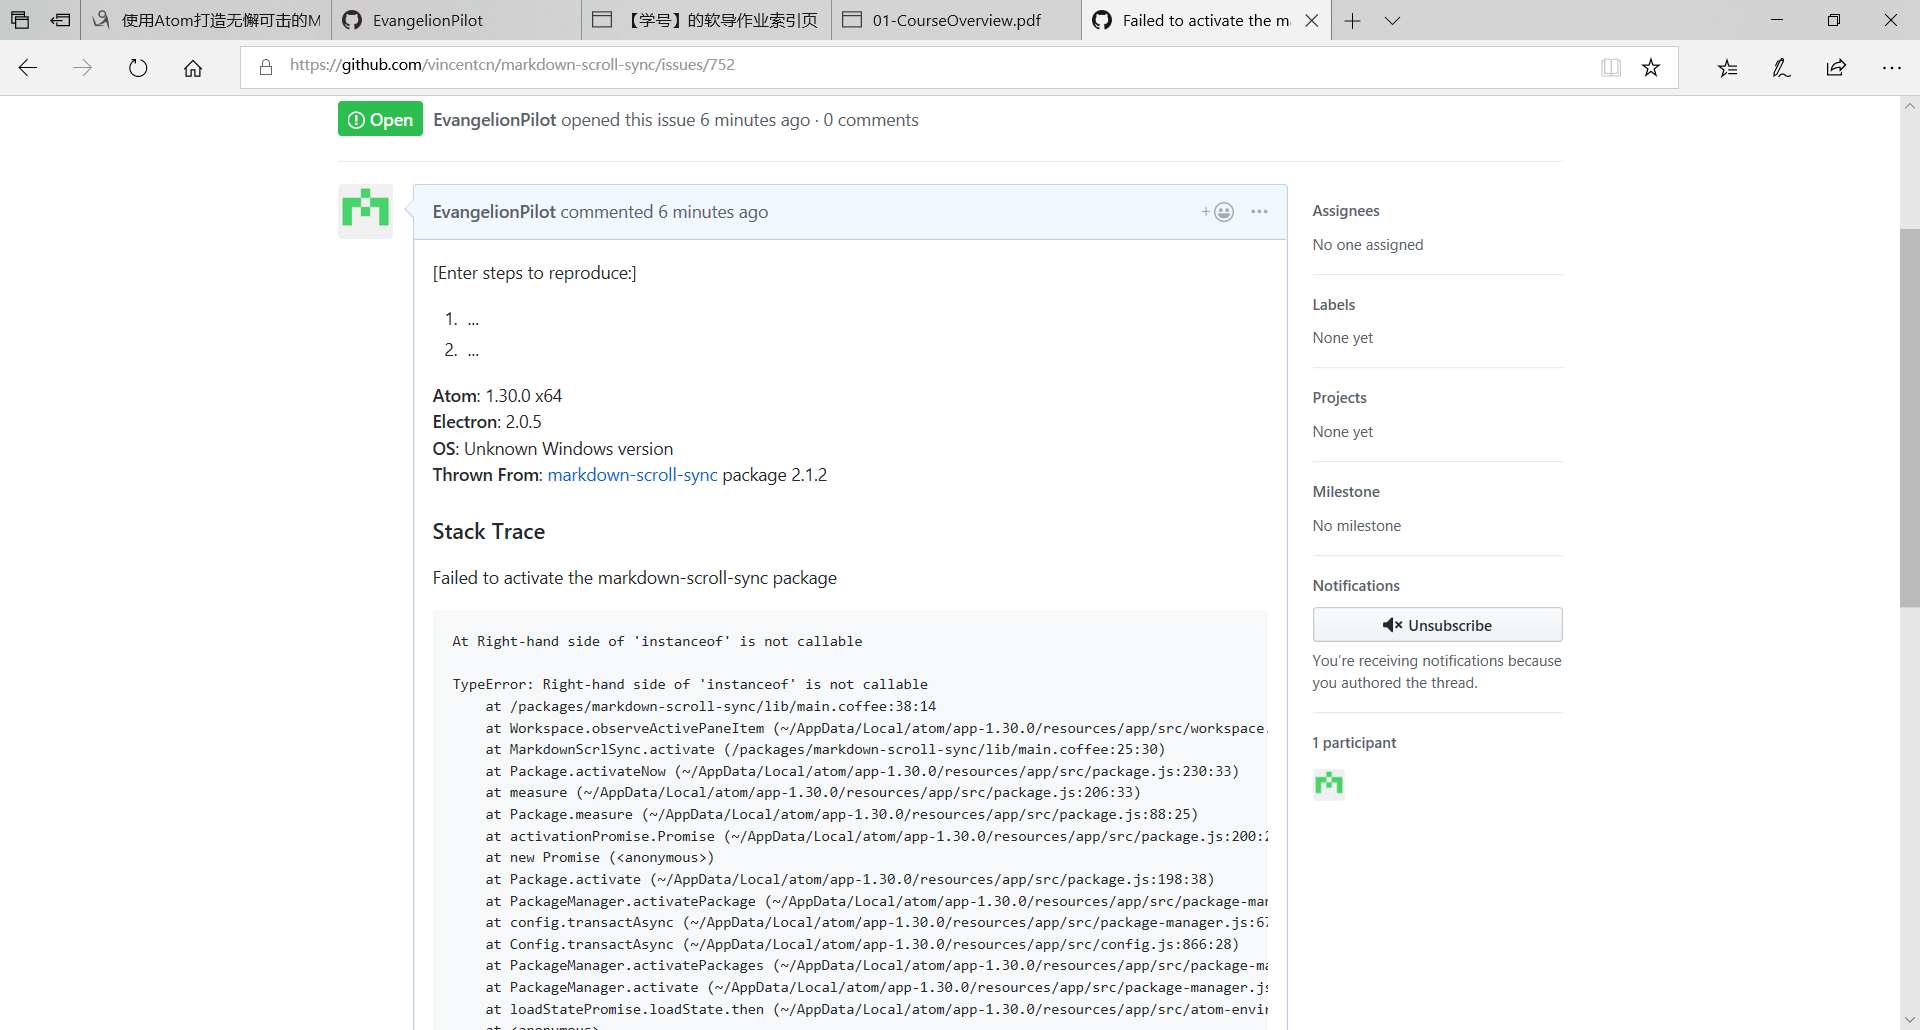 使用Atom打造无懈可击的M
EvangelionPilot
【学号】的软导作业索引页
01-CourseOverview.pdf
Failed to activate the m
https://github.com/vincentcn/markdown-scroll-sync/issues/752
Open
EvangelionPilot opened this issue 6 minutes ago · 0 comments
EvangelionPilot commented 6 minutes ago
[Enter steps to reproduce:]
1. ...
2. ...
Atom: 1.30.0 x64
Electron: 2.0.5
OS: Unknown Windows version
Thrown From: markdown-scroll-sync package 2.1.2
Stack Trace
Failed to activate the markdown-scroll-sync package
At Right-hand side of 'instanceof' is not callable
TypeError: Right-hand side of 'instanceof' is not callable
at /packages/markdown-scroll-sync/lib/main.coffee:38:14
at Workspace.observeActivePaneItem (~/AppData/Local/atom/app-1.30.0/resources/app/src/workspace.
at MarkdownScrlSync.activate (/packages/markdown-scroll-sync/lib/main.coffee:25:30)
at Package.activateNow (~/AppData/Local/atom/app-1.30.0/resources/app/src/package.js:230:33)
at measure (~/AppData/Local/atom/app-1.30.0/resources/app/src/package.js:206:33)
at Package.measure (~/AppData/Local/atom/app-1.30.0/resources/app/src/package.js:88:25)
at activationPromise.Promise (~/AppData/Local/atom/app-1.30.0/resources/app/src/package.js:200:2
at new Promise (<anonymous>)
at Package.activate (~/AppData/Local/atom/app-1.30.0/resources/app/src/package.js:198:38)
at PackageManager.activatePackage (~/AppData/Local/atom/app-1.30.0/resources/app/src/package-man
at config.transactAsync (~/AppData/Local/atom/app-1.30.0/resources/app/src/package-manager.js:67
at Config.transactAsync (~/AppData/Local/atom/app-1.30.0/resources/app/src/config.js:866:28)
at PackageManager.activatePackages (~/AppData/Local/atom/app-1.30.0/resources/app/src/package-ma
at PackageManager.activate (~/AppData/Local/atom/app-1.30.0/resources/app/src/package-manager.js
at loadStatePromise.loadState.then (~/AppData/Local/atom/app-1.30.0/resources/app/src/atom-envir
at <anonymous>
Assignees
No one assigned
Labels
None yet
Projects
None yet
Milestone
No milestone
Notifications
Unsubscribe
You're receiving notifications because
you authored the thread.
1 participant